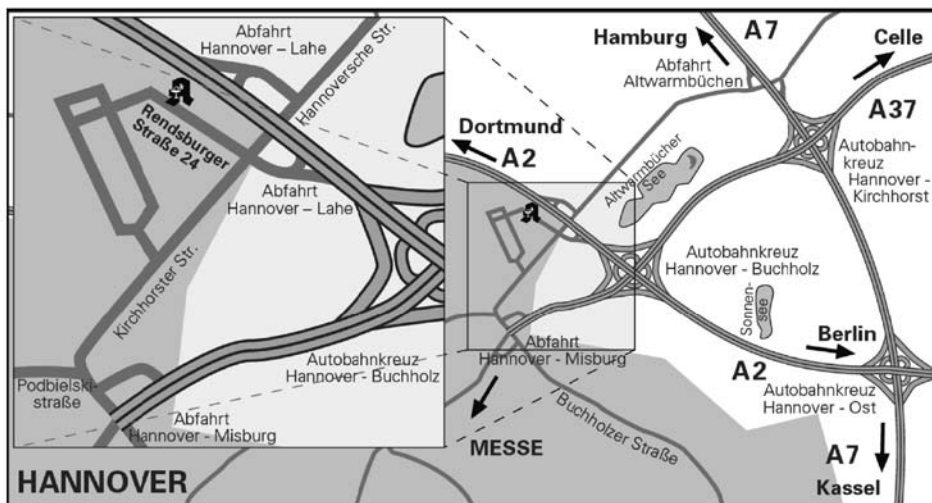 Abfahrt
Hannover – Lahe
Hannoversche Str.
Rendsburger
Straße 24
Abfahrt
Hannover – Lahe
Kirchhorster Str.
Autobahnkreuz
Hannover - Buchholz
Podbielski-
straße
Abfahrt
Hannover - Misburg
HANNOVER
A7
Hamburg
Abfahrt
Altwarmbüchen
Celle
A37
Dortmund
A2
Altwarmbücher
See
Autobahn-
kreuz
Hannover -
Kirchhorst
Autobahnkreuz
Hannover - Buchholz
Sonnen-
see
Berlin
A2
Abfahrt
Hannover - Misburg
Autobahnkreuz
Hannover - Ost
Buchholzer Straße
MESSE
A7
Kassel